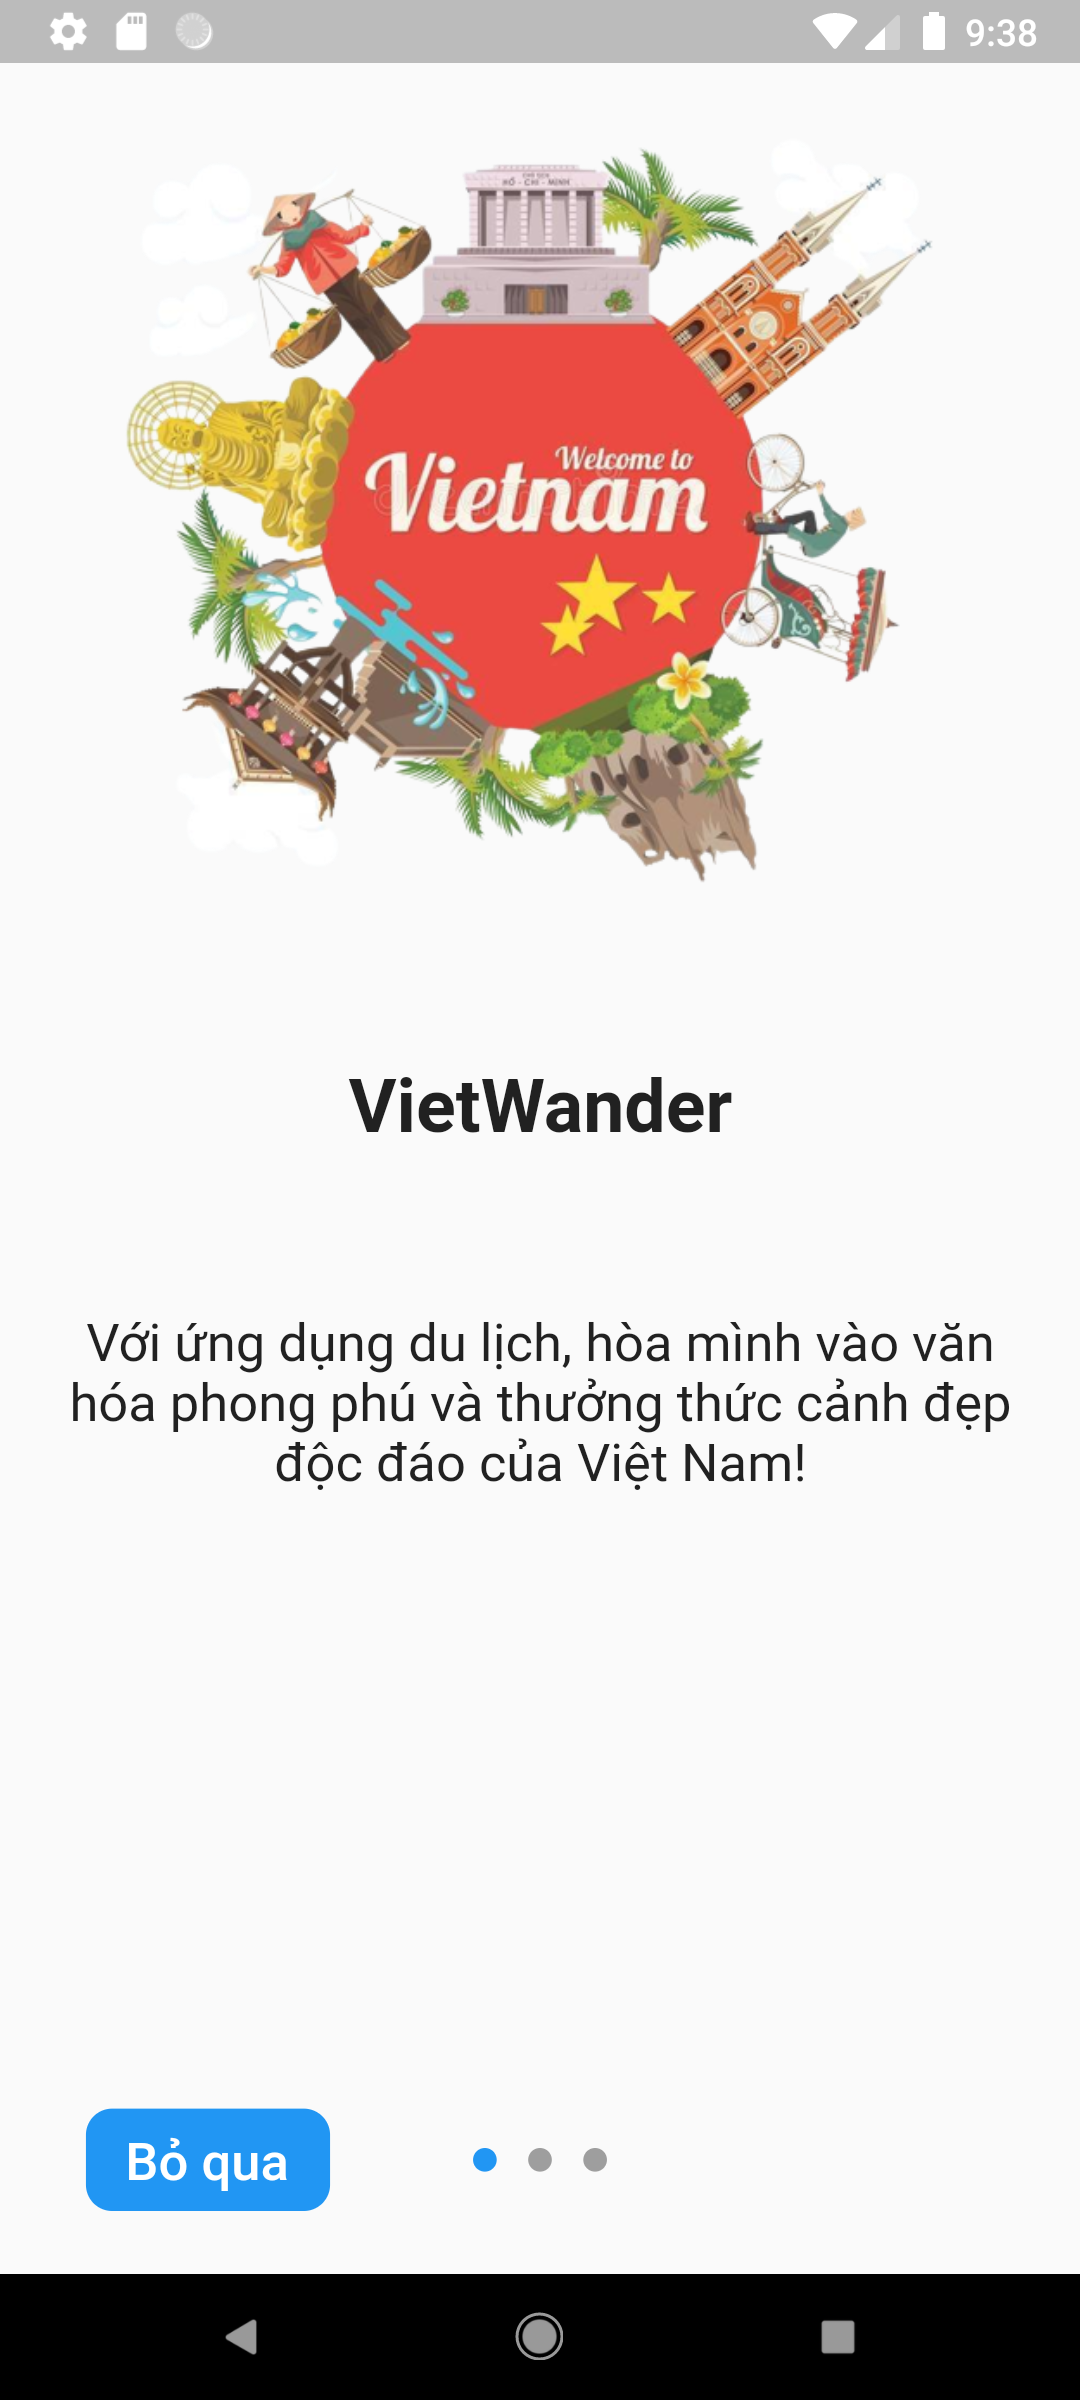 9:38
HỒ - CHÍ - MINH
Welcome to
Vietnam
VietWander
Với ứng dụng du lịch, hòa mình vào văn
hóa phong phú và thưởng thức cảnh đẹp
độc đáo của Việt Nam!
Bỏ qua